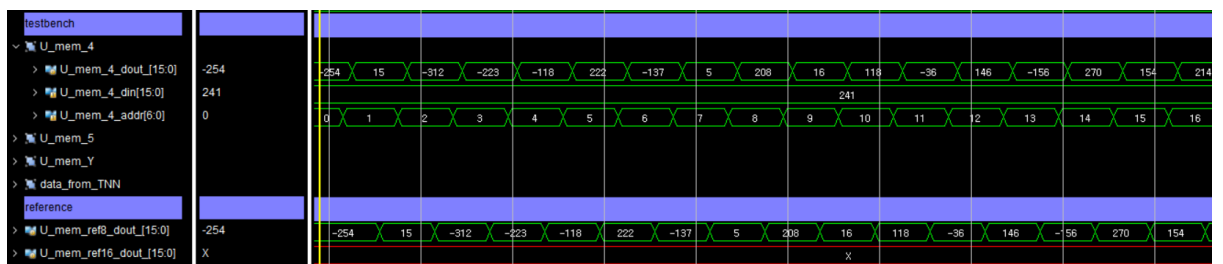 testbench
U_mem_4
U_mem_4_dout_[15:0] -254 -254 15 -312 -223 -118 222 -137 5 208 16 118 -36 146 -156 270 154 214
U_mem_4_din[15:0] 241 241
U_mem_4_addr[6:0] 0 0 1 2 3 4 5 6 7 8 9 10 11 12 13 14 15 16
U_mem_5
U_mem_Y
data_from_TNN
reference
U_mem_ref8_dout_[15:0] -254 -254 15 -312 -223 -118 222 -137 5 208 16 118 -36 146 -156 270 154
U_mem_ref16_dout_[15:0] X X